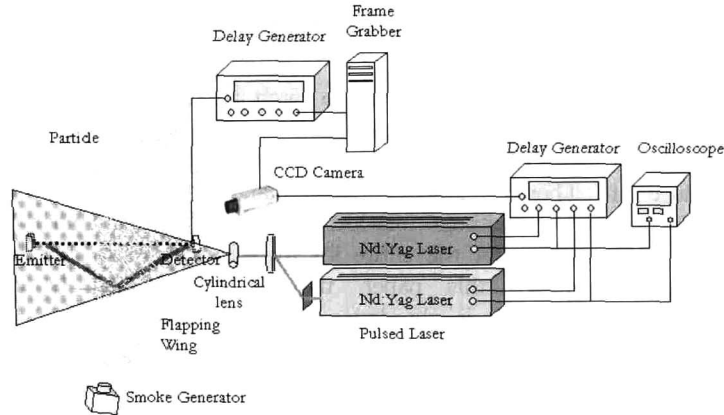 Frame
Grabber
Delay Generator
Partide
Delay Generator
Oscilloscope
CCD Camera
Nd:Yag Laser
Emitter
Detector
Cylindrical
lens
Nd:Yag Laser
Flapping
Wing
Pulsed Laser
Smoke Generator